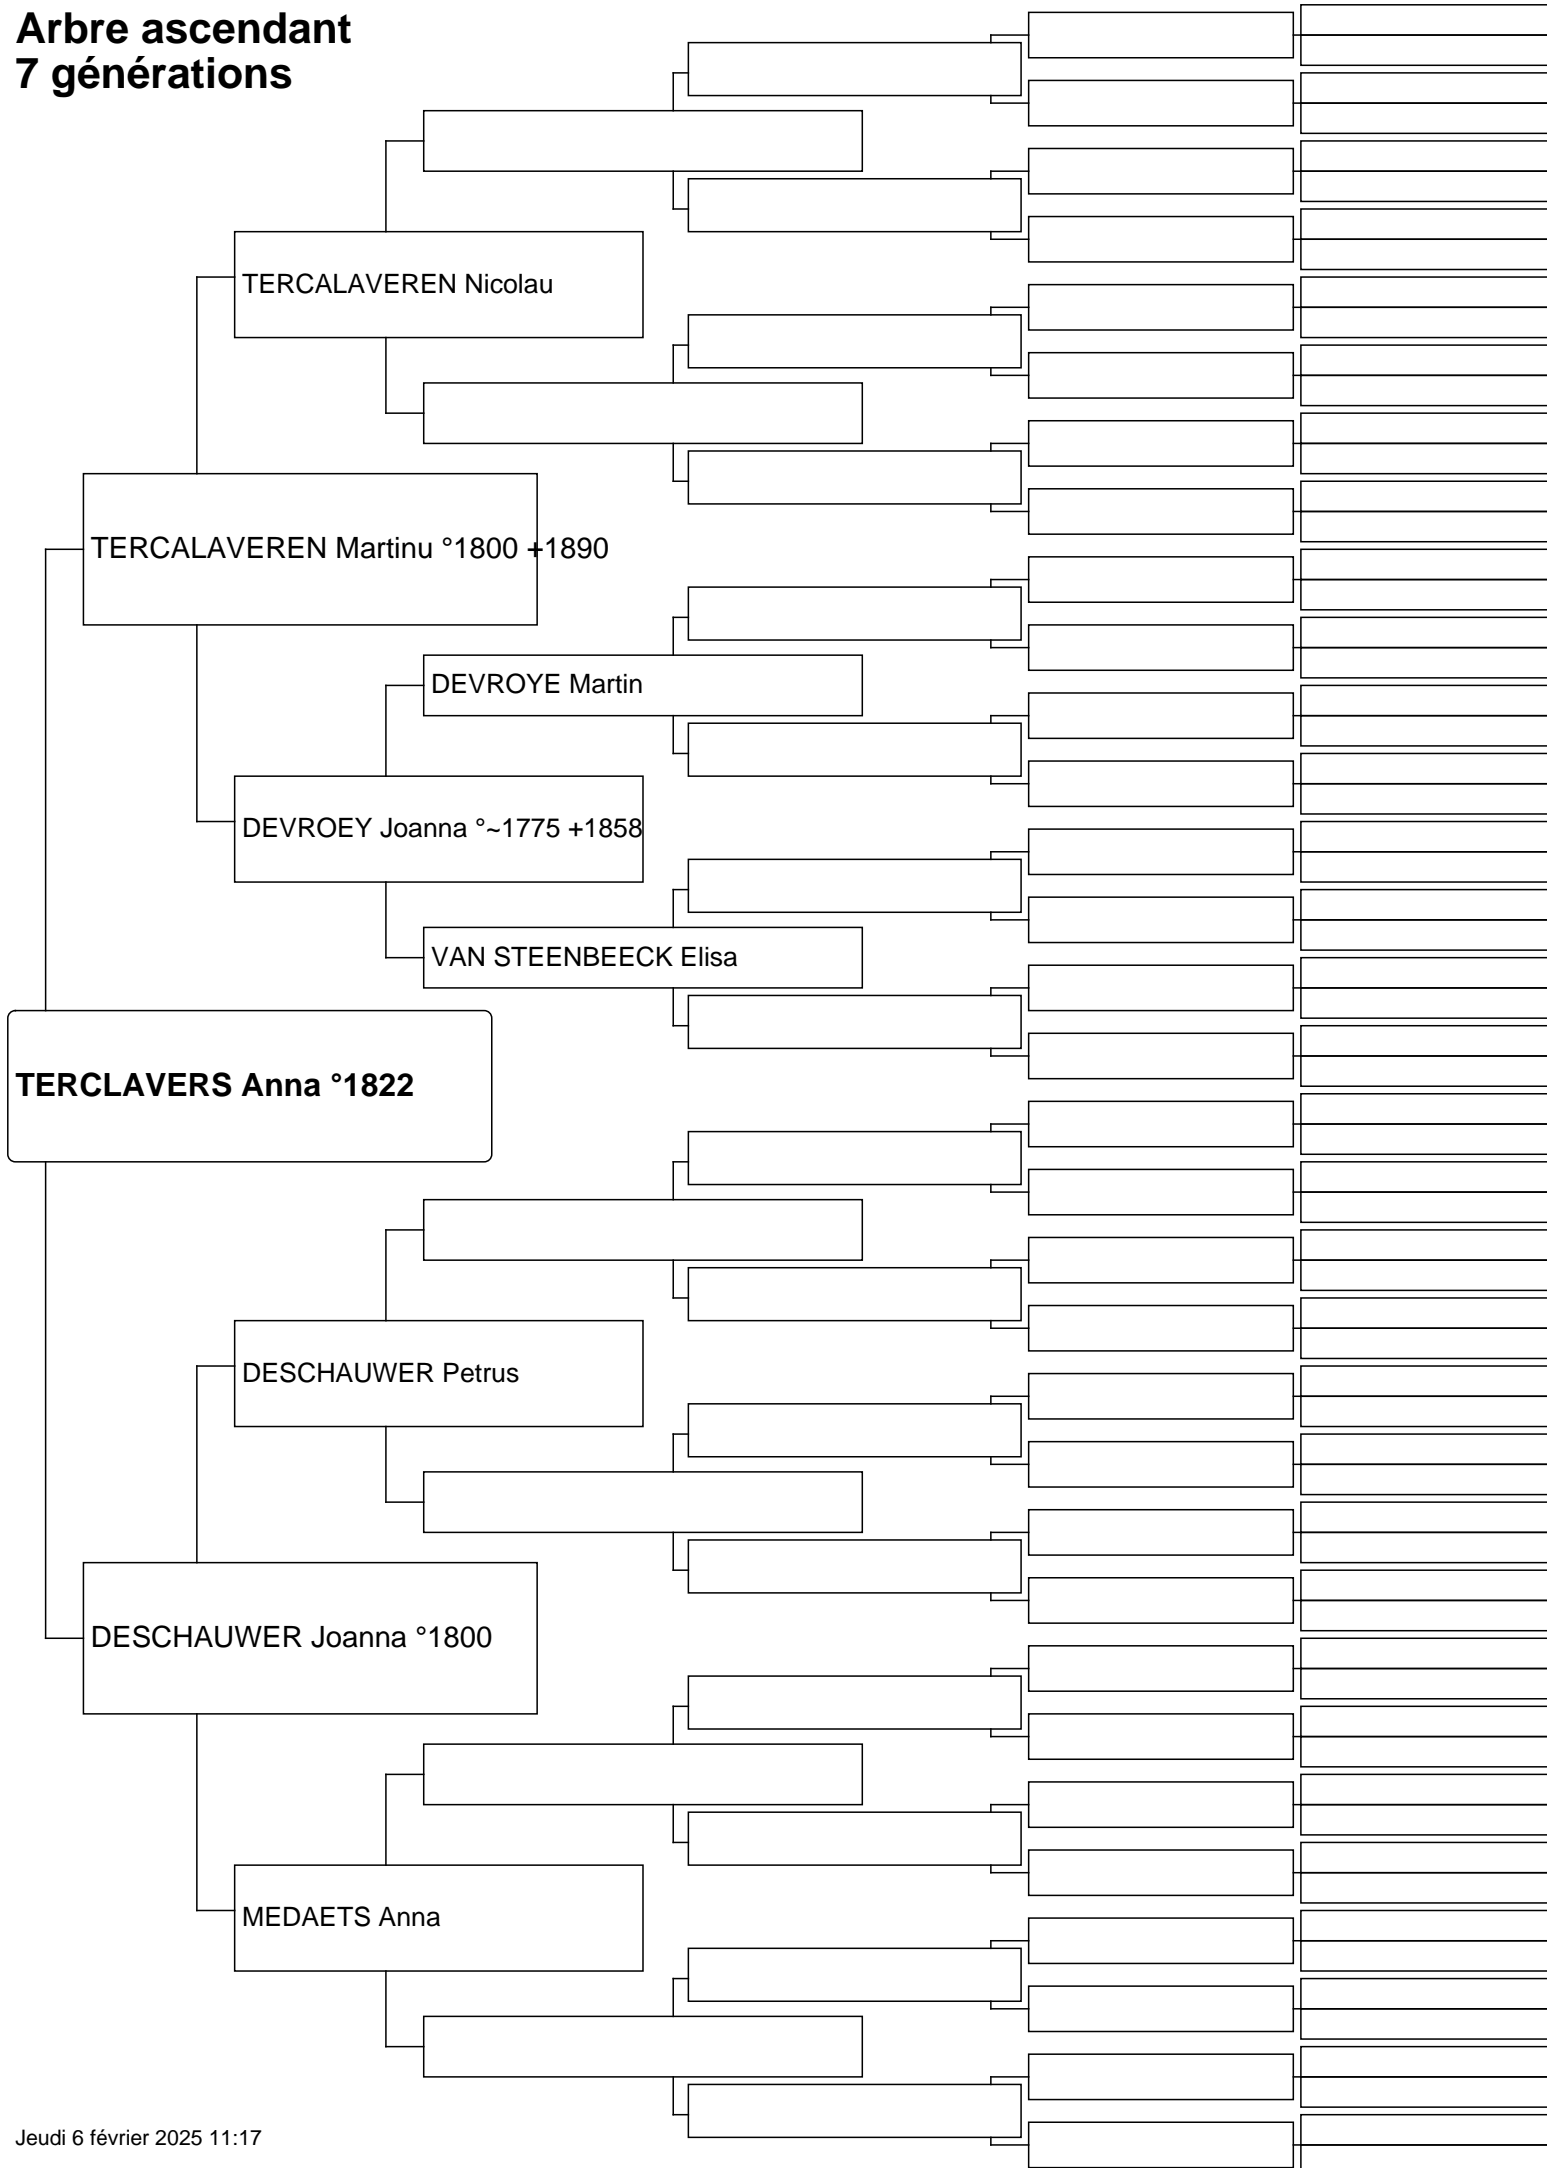 Arbre ascendant
7 générations
TERCALAVEREN Nicolau
TERCALAVEREN Martinu °1800 +1890
DEVROYE Martin
DEVROEY Joanna °~1775 +1858
VAN STEENBEECK Elisa
TERCLAVERS Anna °1822
DESCHAUWER Petrus
DESCHAUWER Joanna °1800
MEDAETS Anna
Jeudi 6 février 2025 11:17